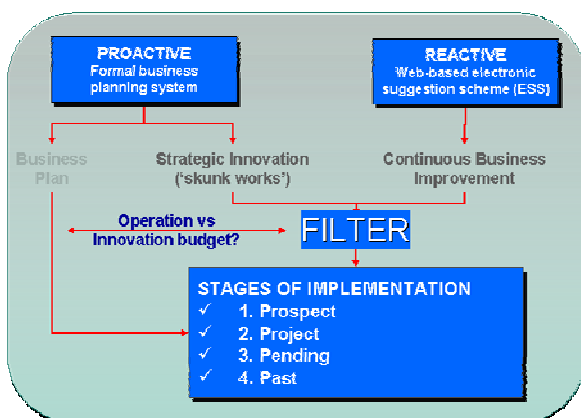 PROACTIVE
Formal business
planning system
REACTIVE
Web-based electronic
suggestion scheme (ESS)
Business
Plan
Strategic Innovation
('skunk works')
Continuous Business
Improvement
Operation vs
Innovation budget?
FILTER
STAGES OF IMPLEMENTATION
✓ 1. Prospect
✓ 2. Project
✓ 3. Pending
✓ 4. Past